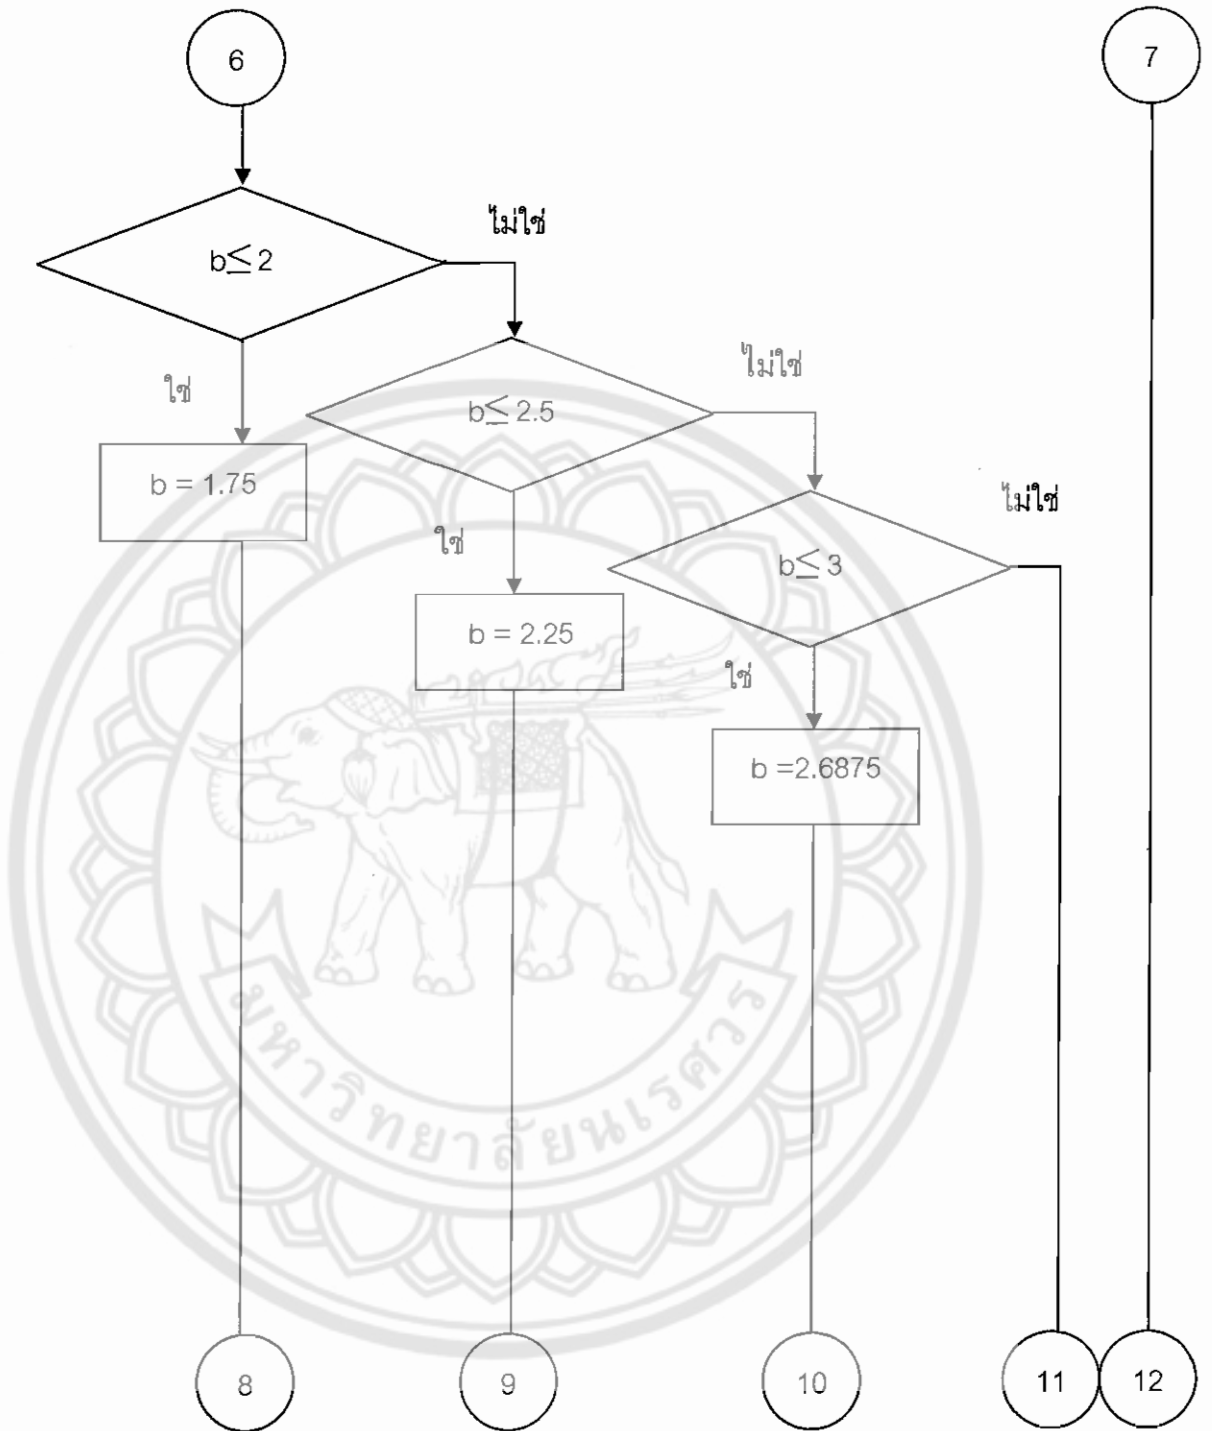 6
7
ไม่ใช่
b≤ 2
ไม่ใช่
ใช่
b≤ 2.5
b = 1.75
ไม่ใช่
ใช่
b≤ 3
b = 2.25
ใช่
b =2.6875
มหาวิทยาลัยนเรศวร
8
9
10
11
12